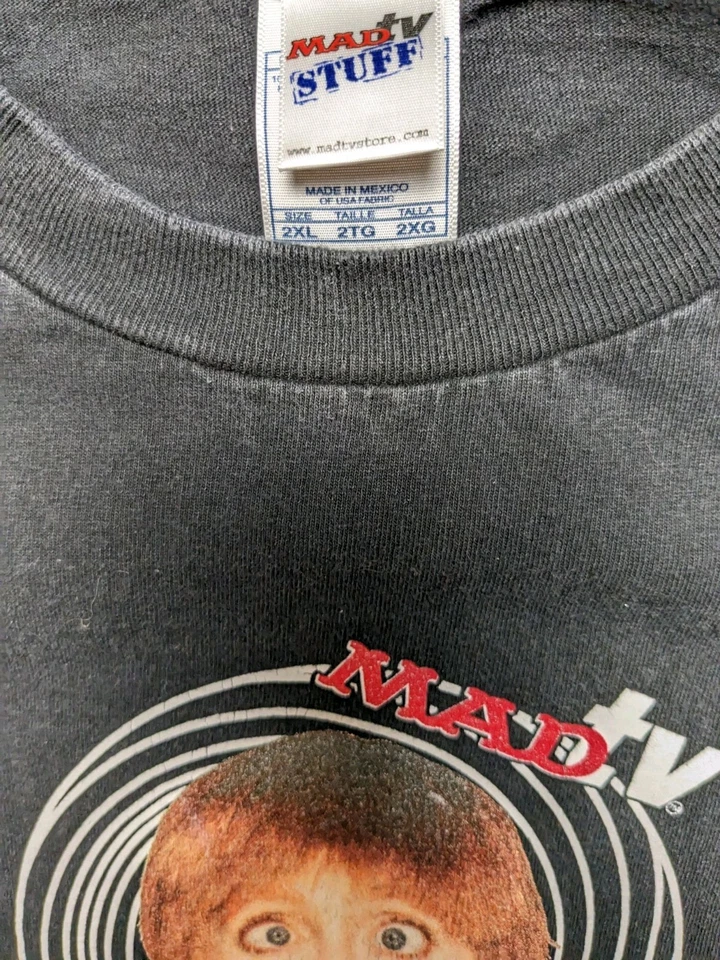 MADtv
STUFF
www.madtvstore.com
MADE IN MEXICO
OF USA FABRIC
SIZE TAILLE TALLA
2XL 2TG 2XG
MADtv
®